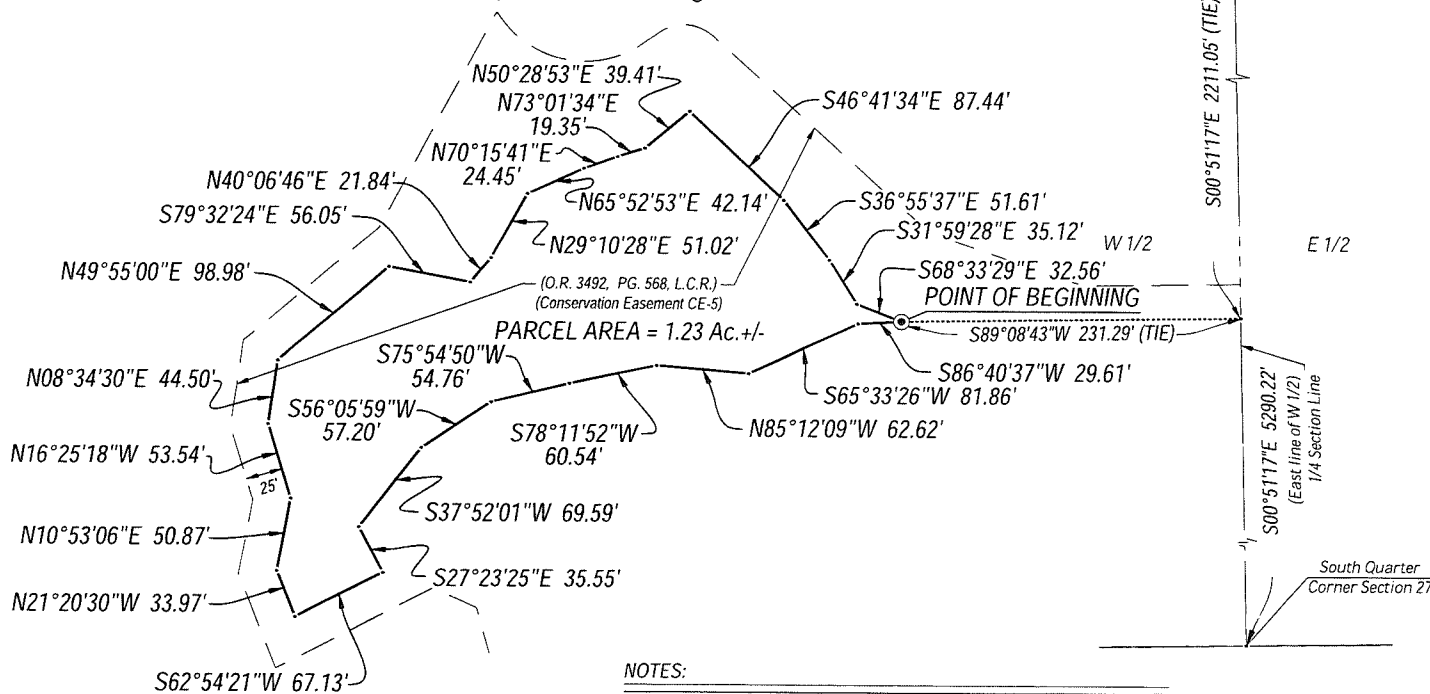 S00°51'17"E 2211.05' (TIE)
N50°28'53"E 39.41'
N73°01'34"E
19.35'
S46°41'34"E 87.44'
N70°15'41"E
24.45'
N40°06'46"E 21.84'
N65°52'53"E 42.14'
S36°55'37"E 51.61'
S79°32'24"E 56.05'
N29°10'28"E 51.02'
S31°59'28"E 35.12'
W 1/2
E 1/2
N49°55'00"E 98.98'
S68°33'29"E 32.56'
(O.R. 3492, PG. 568, L.C.R.)
(Conservation Easement CE-5)
POINT OF BEGINNING
PARCEL AREA = 1.23 Ac.+/-
S89°08'43"W 231.29' (TIE)
S75°54'50"W
54.76'
N08°34'30"E 44.50'
S86°40'37"W 29.61'
S65°33'26"W 81.86'
S56°05'59"W
57.20'
S78°11'52"W
60.54'
N85°12'09"W 62.62'
N16°25'18"W 53.54'
25'
S00°51'17"E 5290.22'
(East line of W 1/2)
1/4 Section Line
S37°52'01"W 69.59'
N10°53'06"E 50.87'
S27°23'25"E 35.55'
South Quarter
Corner Section 27
N21°20'30"W 33.97'
S62°54'21"W 67.13'
NOTES: